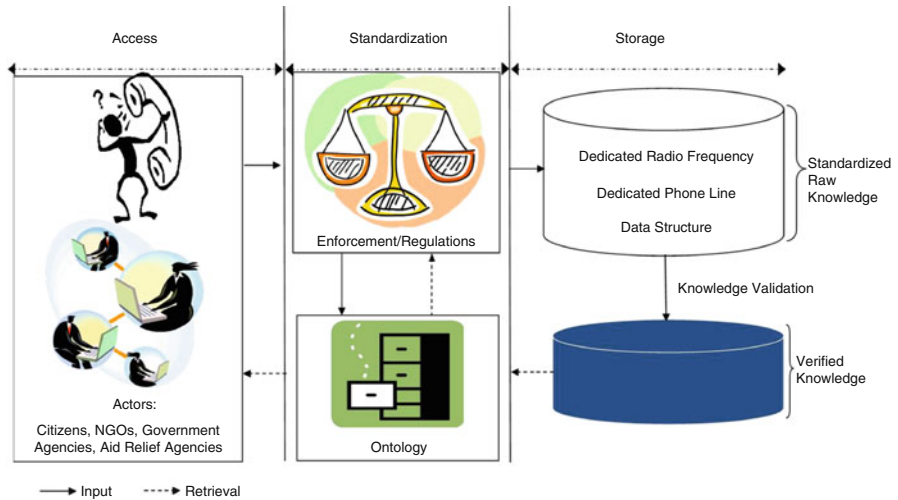 Access
Standardization
Storage
Enforcement/Regulations
Dedicated Radio Frequency
Dedicated Phone Line
Data Structure
Standardized
Raw
Knowledge
Knowledge Validation
Verified
Knowledge
Actors:
Citizens, NGOs, Government
Agencies, Aid Relief Agencies
Ontology
Input
Retrieval